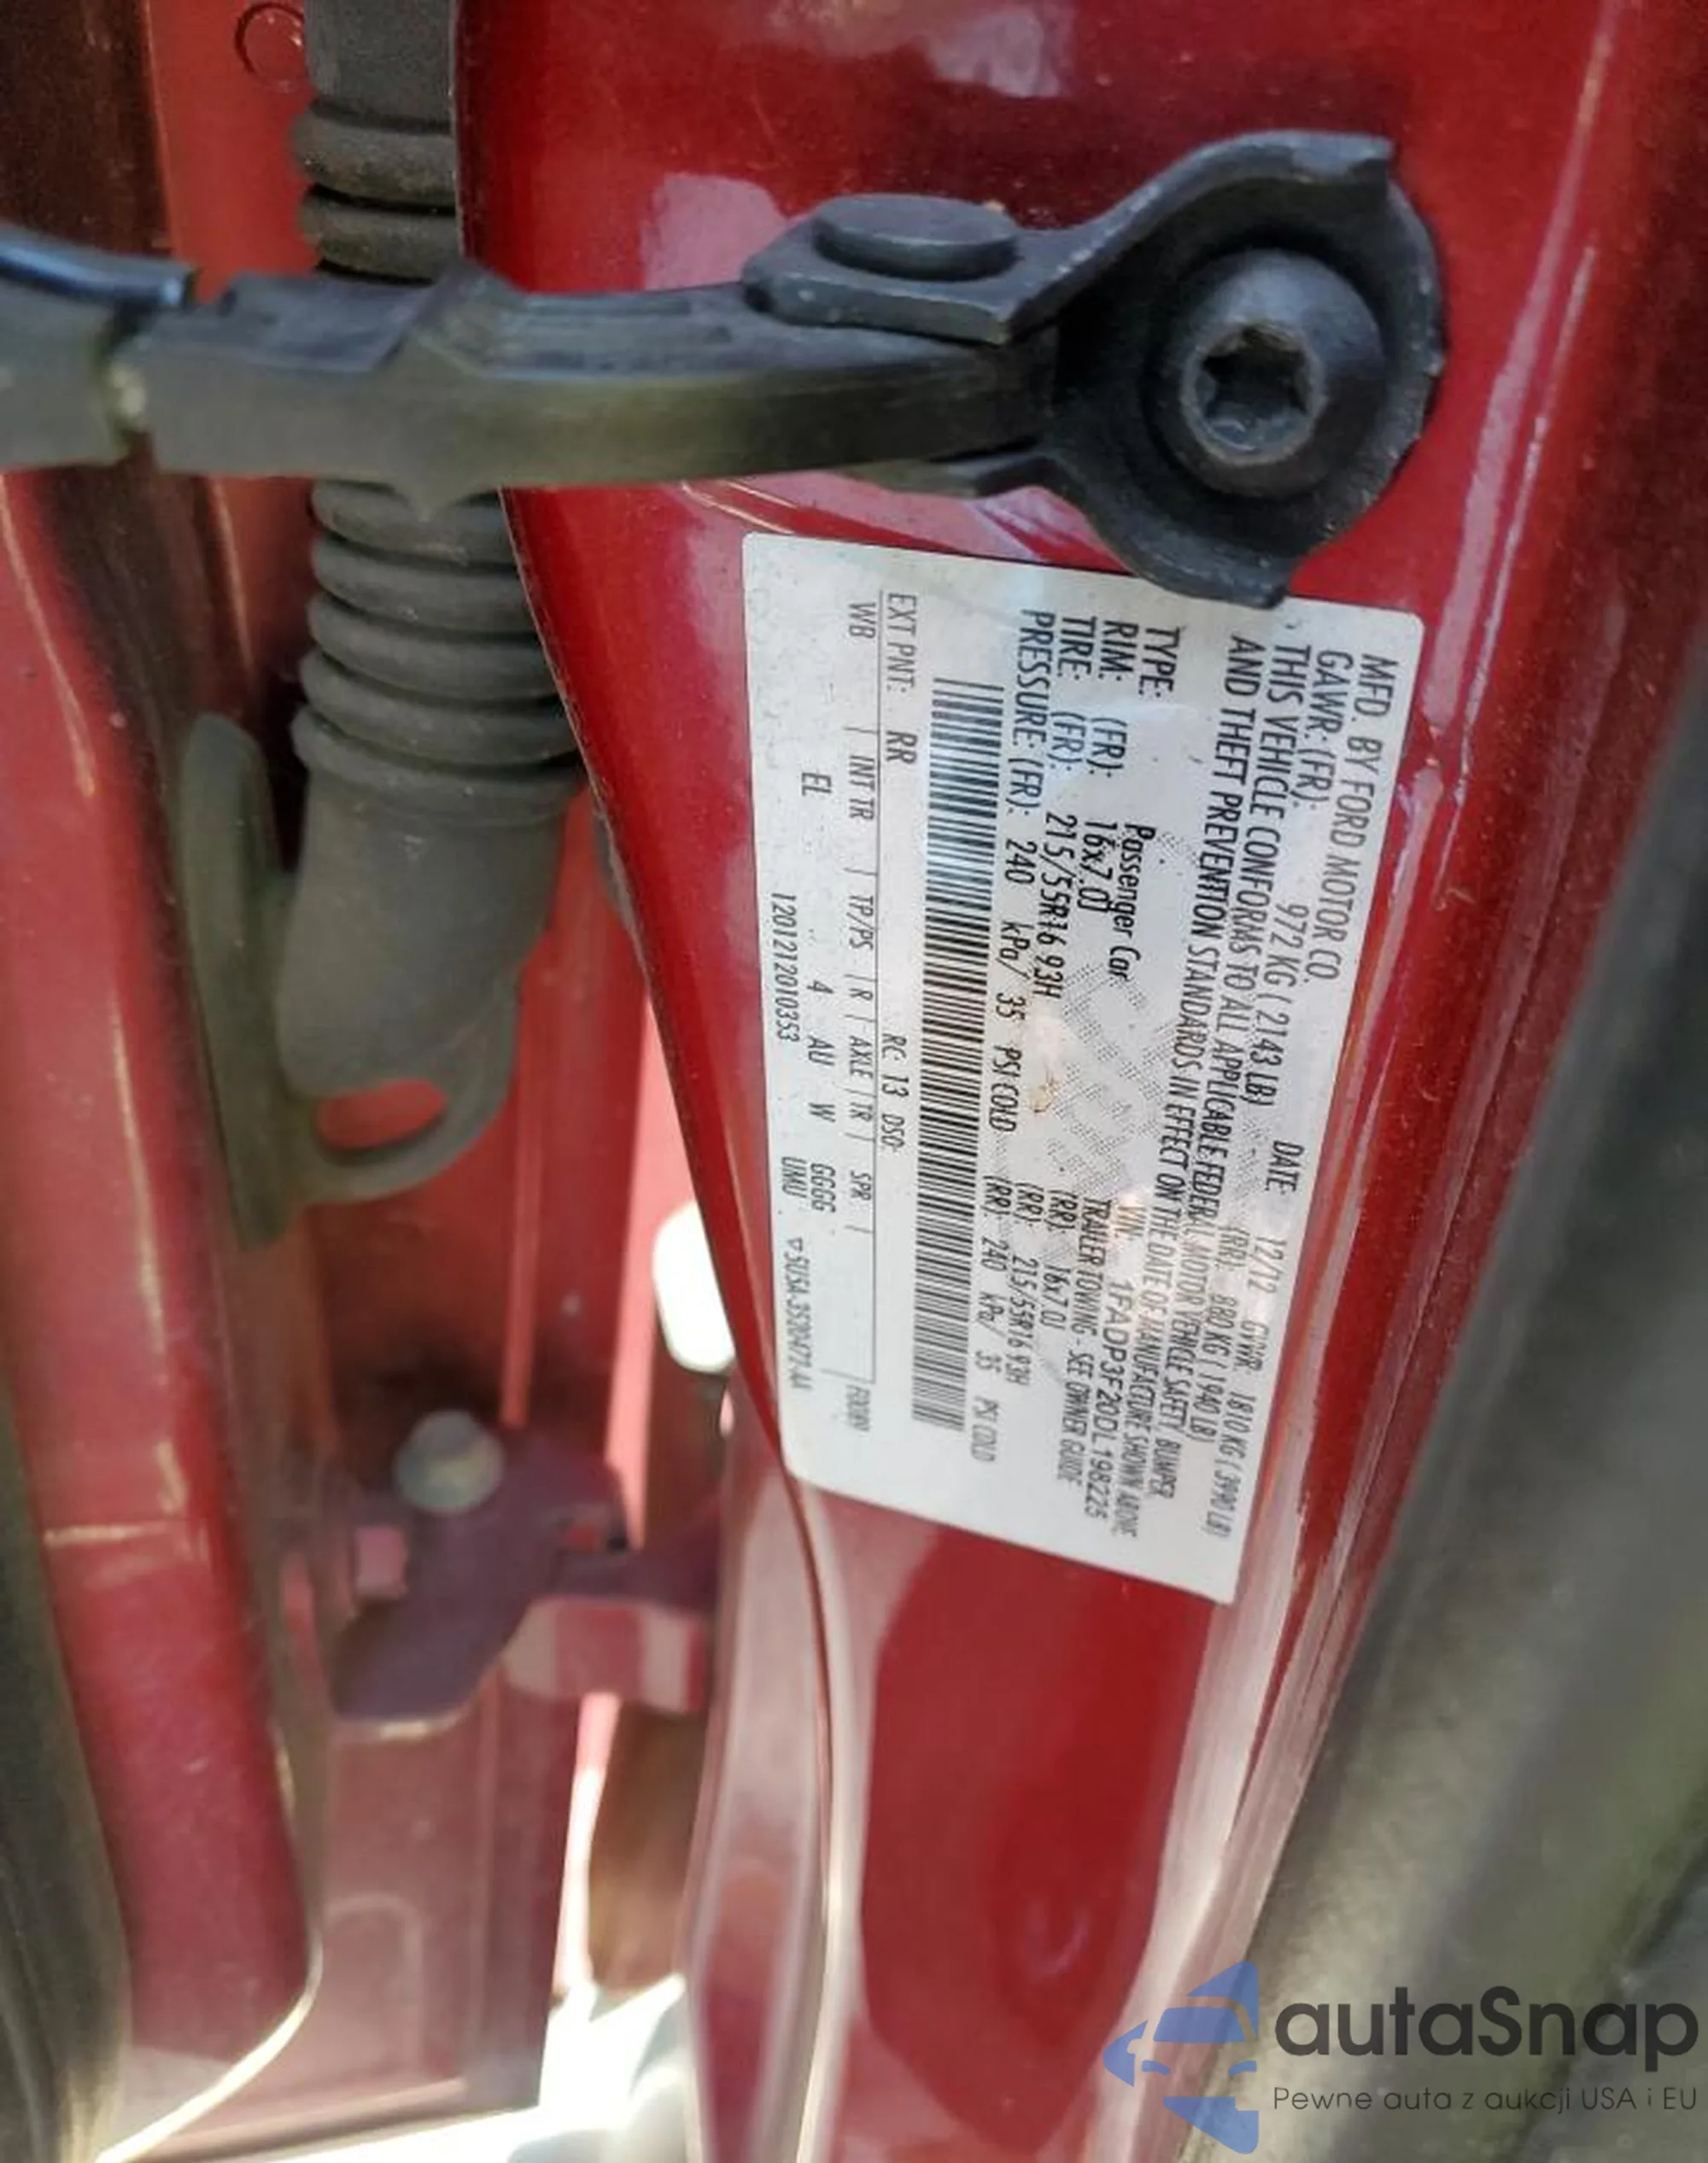 MFD. BY FORD MOTOR CO. DATE: 12/12 GVWR: 1810 KG ( 3990 LB)
GAWR: (FR): 972 KG ( 2143 LB) (RR): 880 KG ( 1940 LB)
THIS VEHICLE CONFORMS TO ALL APPLICABLE FEDERAL MOTOR VEHICLE SAFETY, BUMPER,
AND THEFT PREVENTION STANDARDS IN EFFECT ON THE DATE OF MANUFACTURE SHOWN ABOVE.
VIN: 1FADP3F20DL198225
TYPE: Passenger Car TRAILER TOWING - SEE OWNER GUIDE
RIM: (FR): 16x7.0J (RR): 16x7.0J
TIRE: (FR): 215/55R16 93H (RR): 215/55R16 93H
PRESSURE: (FR): 240 kPa/ 35 PSI COLD (RR): 240 kPa/ 35 PSI COLD
EXT PNT: RR RC: 13 DSO:
WB | INT TR | TP/PS | R | AXLE | TR | SPR |
EL 4 AU W GGGG
1201212010353 UMU
autaSnap
Pewne auta z aukcji USA i EU